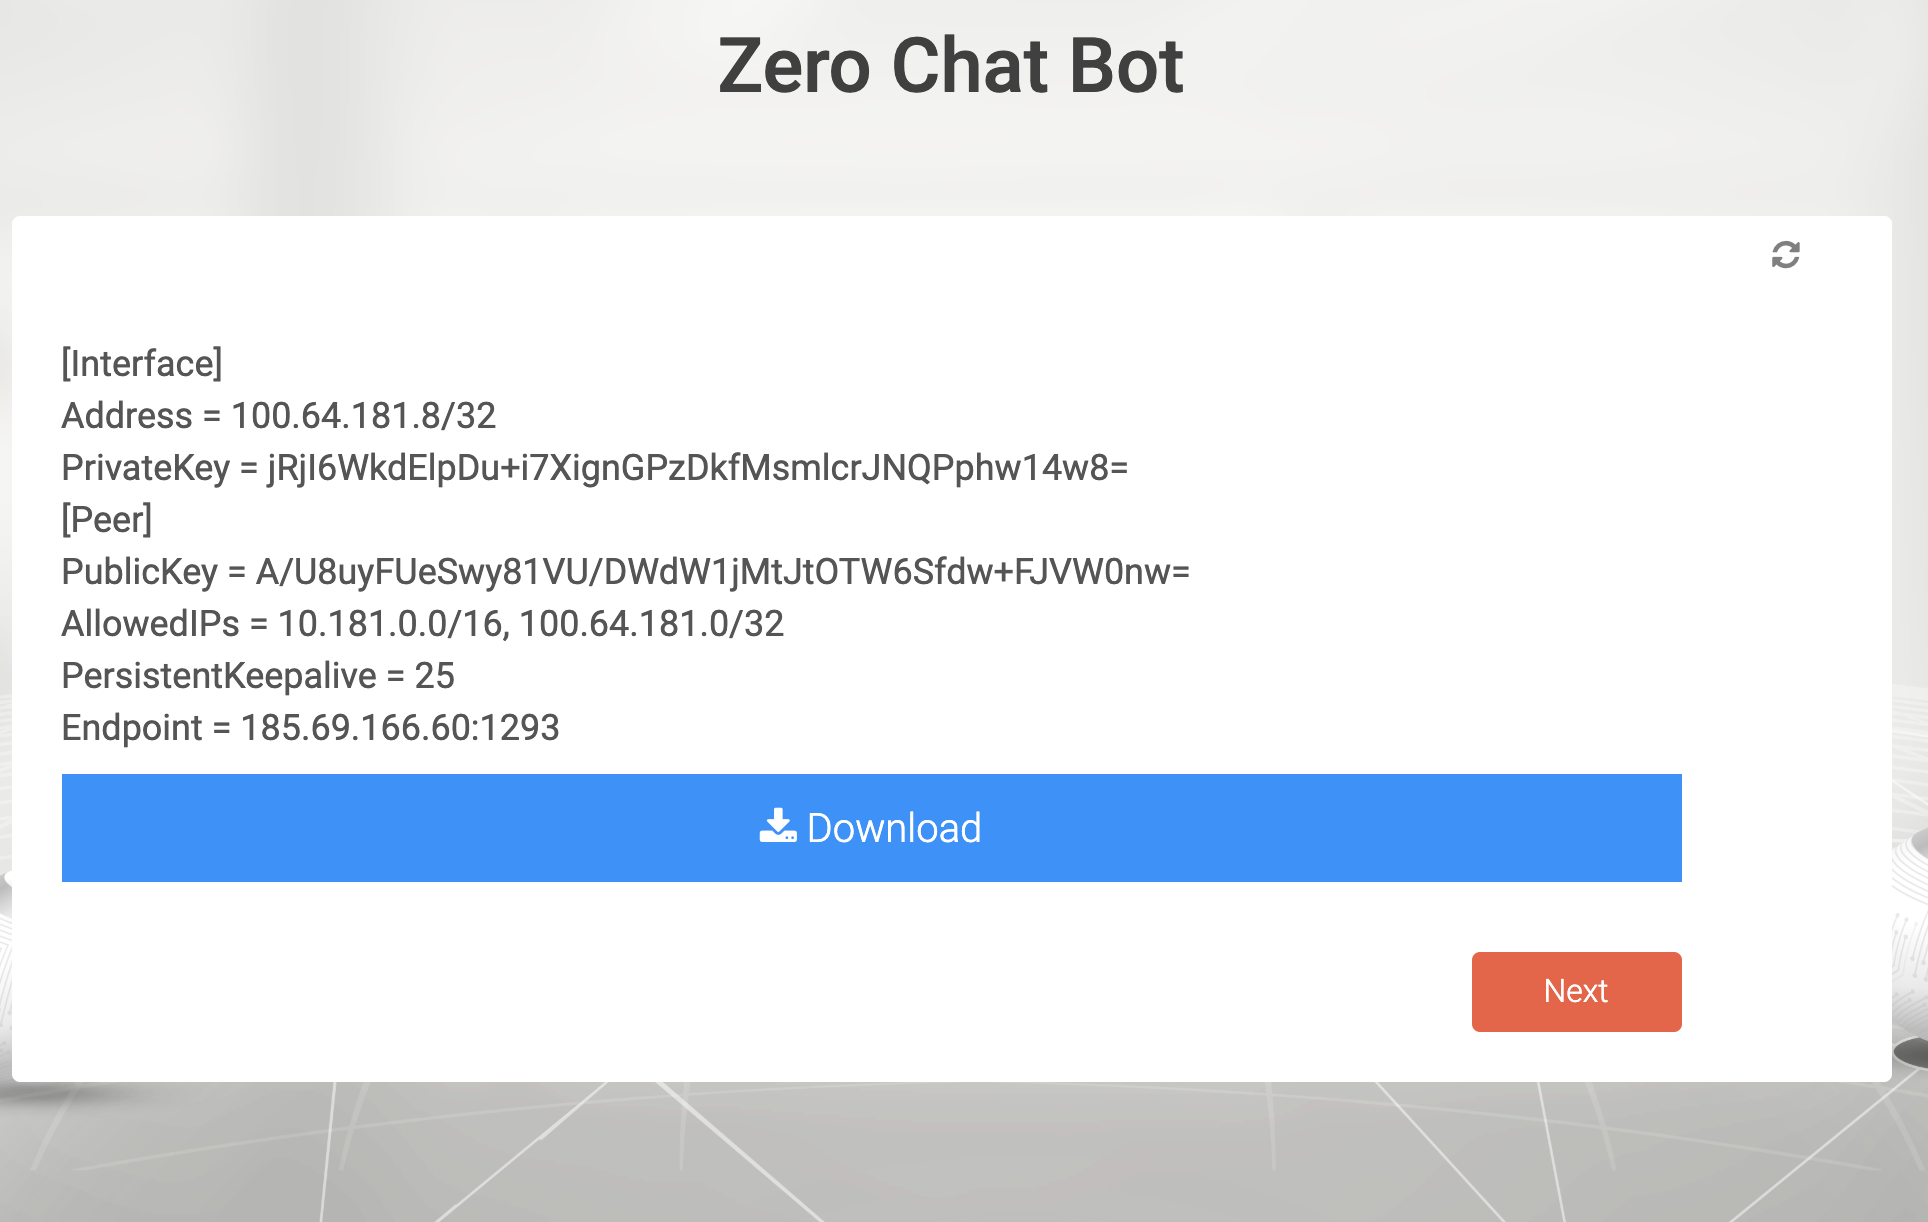 Zero Chat Bot
[Interface]
Address = 100.64.181.8/32
PrivateKey = jRjI6WkdElpDu+i7XignGPzDkfMsmlcrJNQPphw14w8=
[Peer]
PublicKey = A/U8uyFUeSwy81VU/DWdW1jMtJtOTW6Sfdw+FJVW0nw=
AllowedIPs = 10.181.0.0/16, 100.64.181.0/32
PersistentKeepalive = 25
Endpoint = 185.69.166.60:1293
Download
Next